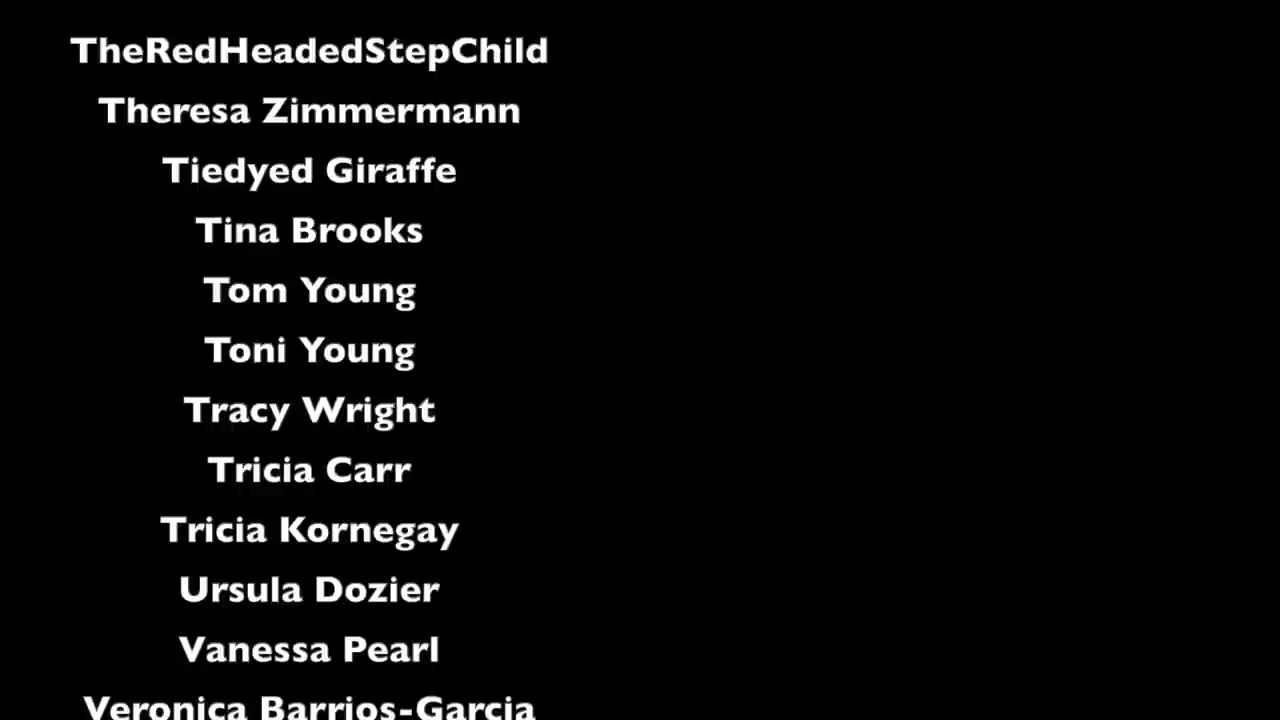 TheRedHeadedStepChild
Theresa Zimmermann
Tiedyed Giraffe
Tina Brooks
Tom Young
Toni Young
Tracy Wright
Tricia Carr
Tricia Kornegay
Ursula Dozier
Vanessa Pearl
Veronica Barrios-Garcia